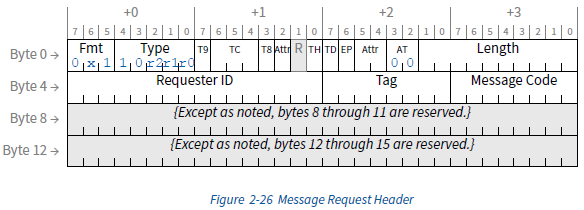 +0 +1 +2 +3
7 6 5 4 3 2 1 0 7 6 5 4 3 2 1 0 7 6 5 4 3 2 1 0 7 6 5 4 3 2 1 0
Byte 0 → Fmt Type T9 TC T8 Attr R TH TD EP Attr AT Length
0 x 1 1 0 r2 r1 r0 0 0
Byte 4 → Requester ID Tag Message Code
Byte 8 → {Except as noted, bytes 8 through 11 are reserved.}
Byte 12 → {Except as noted, bytes 12 through 15 are reserved.}
Figure 2-26 Message Request Header